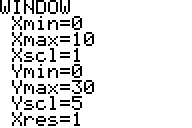 WINDOW
Xmin=0
Xmax=10
Xscl=1
Ymin=0
Ymax=30
Yscl=5
Xres=1